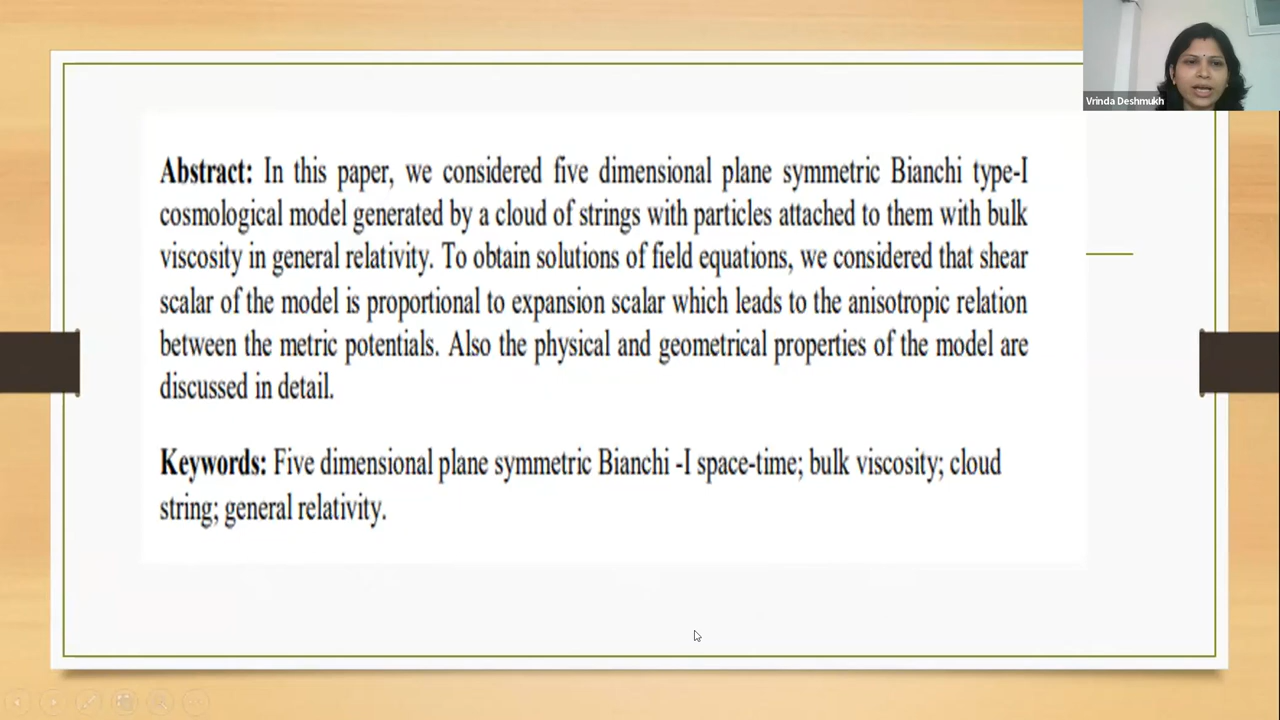 Vrinda Deshmukh
Abstract: In this paper, we considered five dimensional plane symmetric Bianchi type-I
cosmological model generated by a cloud of strings with particles attached to them with bulk
viscosity in general relativity. To obtain solutions of field equations, we considered that shear
scalar of the model is proportional to expansion scalar which leads to the anisotropic relation
between the metric potentials. Also the physical and geometrical properties of the model are
discussed in detail.
Keywords: Five dimensional plane symmetric Bianchi -I space-time; bulk viscosity; cloud
string; general relativity.